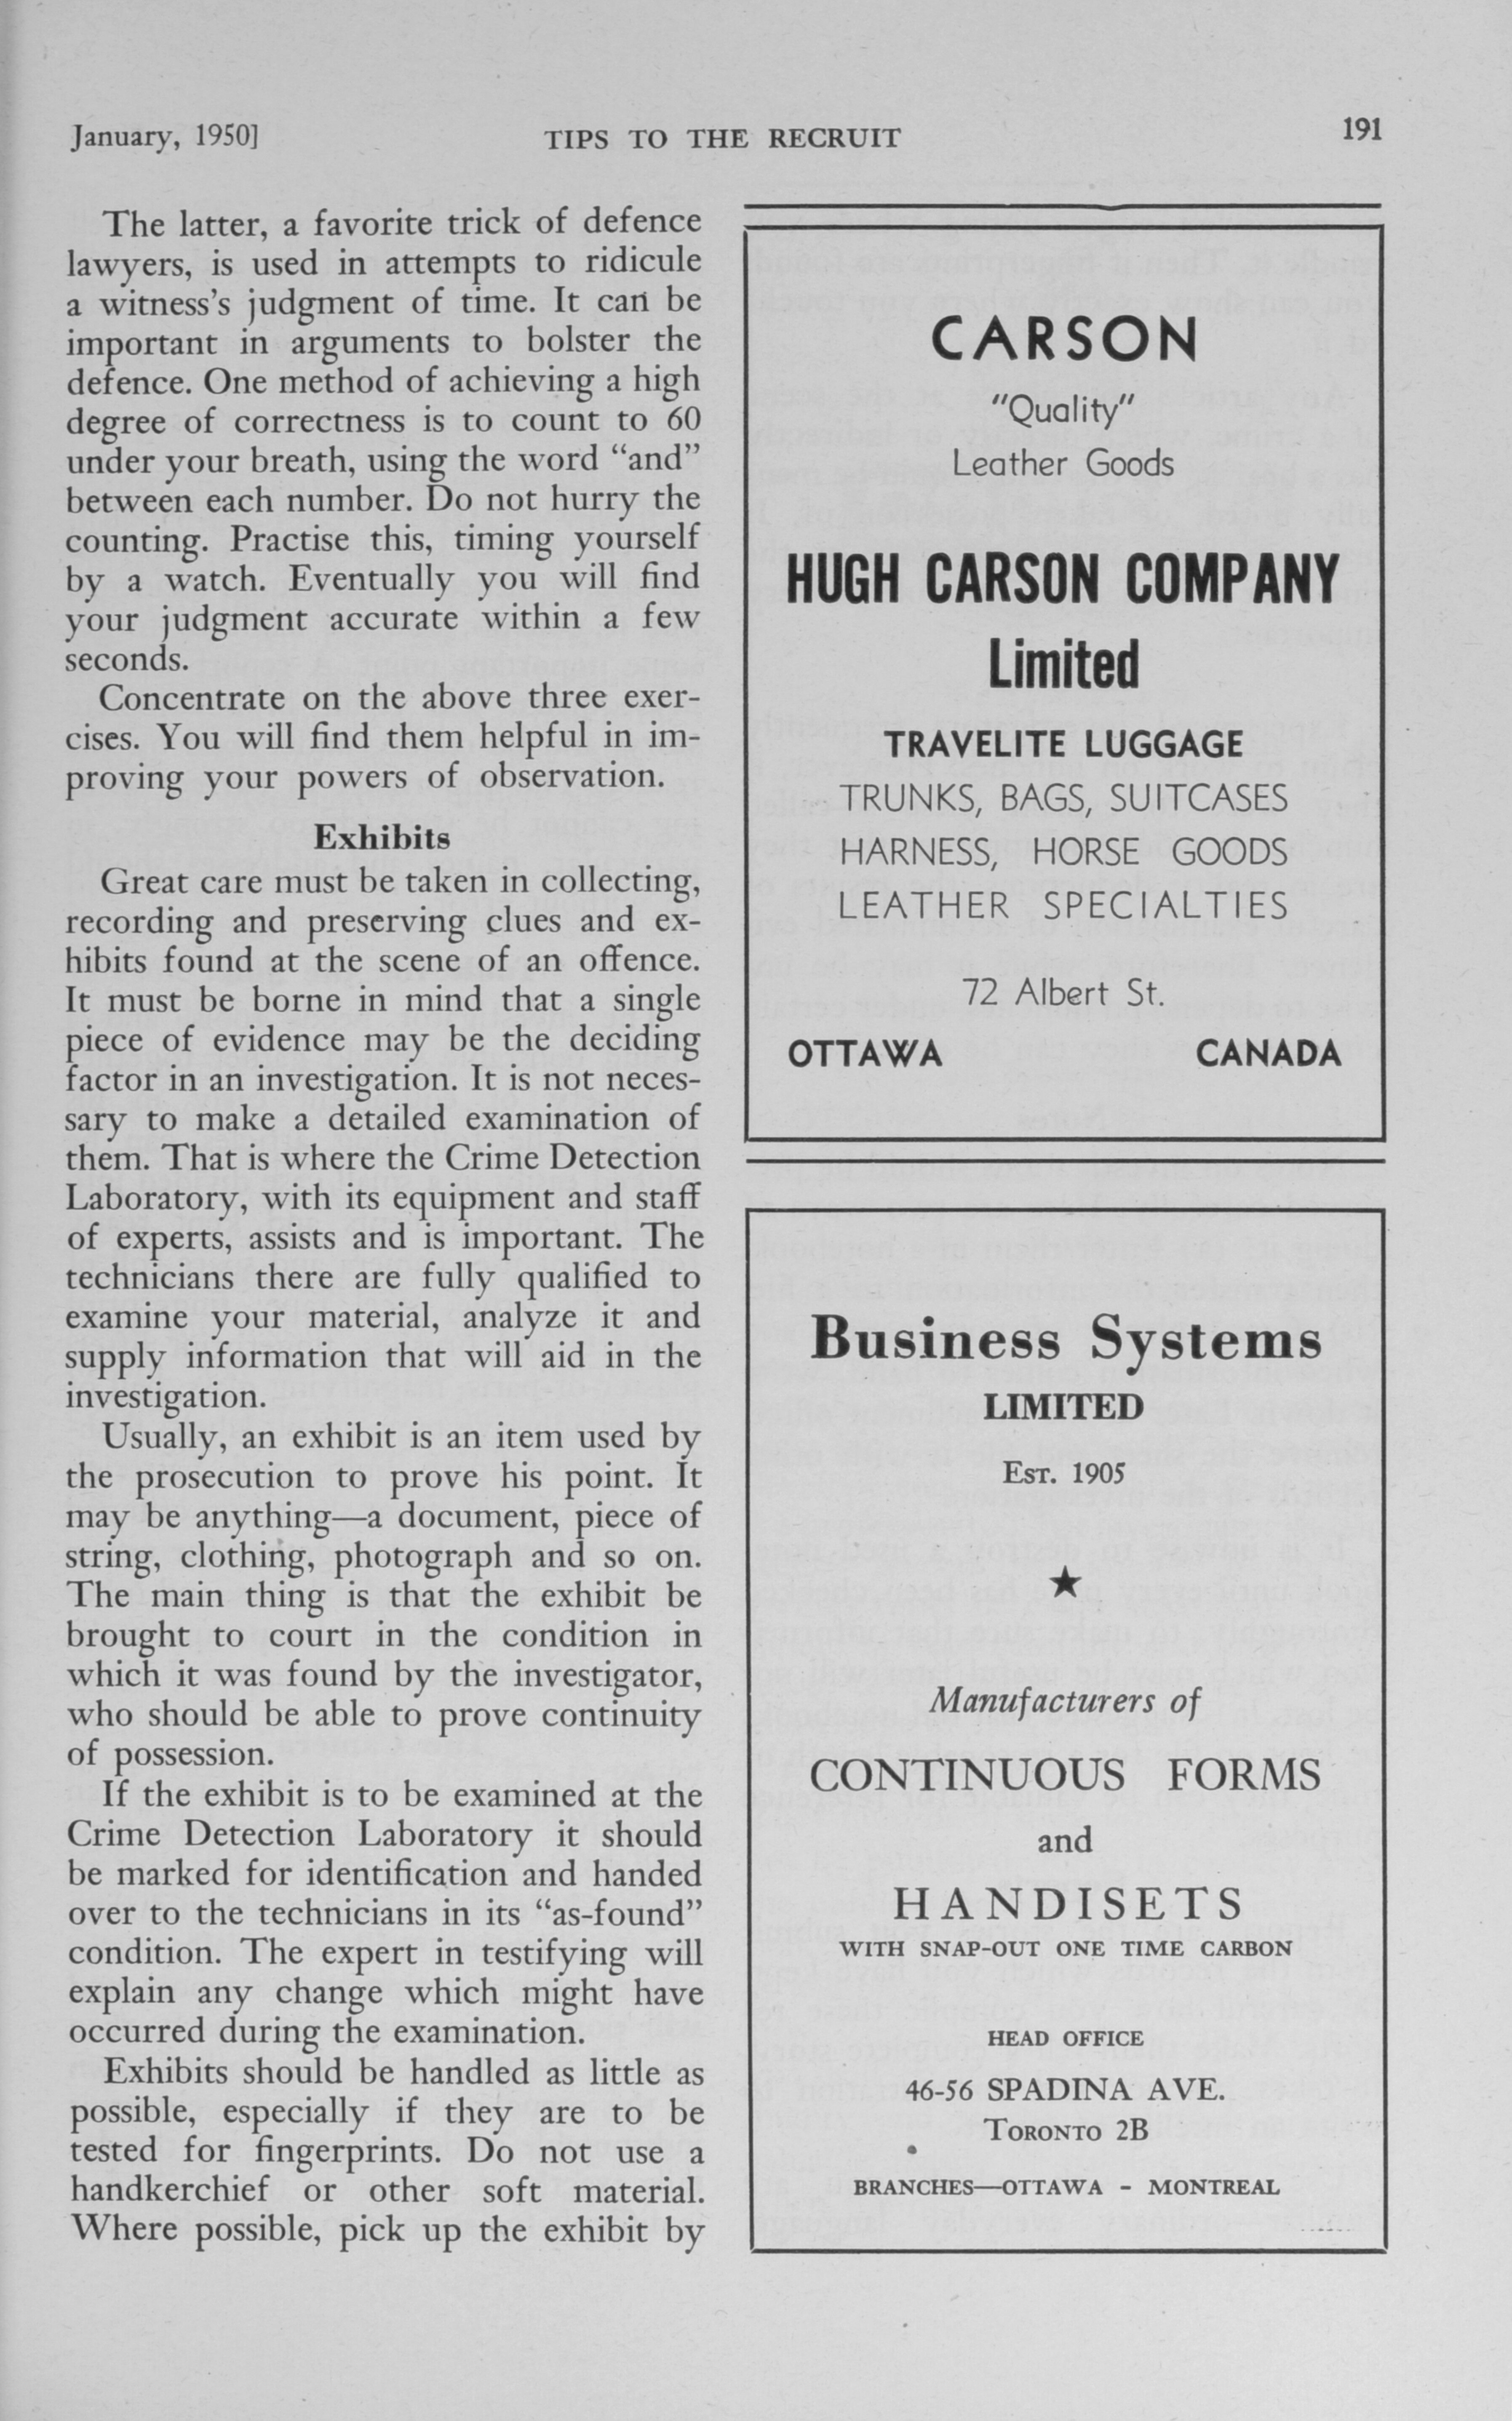 January, 1950]
TIPS TO THE RECRUIT
191
The latter, a favorite trick of defence
lawyers, is used in attempts to ridicule
a witness's judgment of time. It can be
important in arguments to bolster the
defence. One method of achieving a high
degree of correctness is to count to 60
under your breath, using the word "and"
between each number. Do not hurry the
counting. Practise this, timing yourself
by a watch. Eventually you will find
your judgment accurate within a few
seconds.
Concentrate on the above three exer-
cises. You will find them helpful in im-
proving your powers of observation.
Exhibits
Great care must be taken in collecting,
recording and preserving clues and ex-
hibits found at the scene of an offence.
It must be borne in mind that a single
piece of evidence may be the deciding
factor in an investigation. It is not neces-
sary to make a detailed examination of
them. That is where the Crime Detection
Laboratory, with its equipment and staff
of experts, assists and is important. The
technicians there are fully qualified to
examine your material, analyze it and
supply information that will aid in the
investigation.
Usually, an exhibit is an item used by
the prosecution to prove his point. It
may be anything—a document, piece of
string, clothing, photograph and so on.
The main thing is that the exhibit be
brought to court in the condition in
which it was found by the investigator,
who should be able to prove continuity
of possession.
If the exhibit is to be examined at the
Crime Detection Laboratory it should
be marked for identification and handed
over to the technicians in its "as-found"
condition. The expert in testifying will
explain any change which might have
occurred during the examination.
Exhibits should be handled as little as
possible, especially if they are to be
tested for fingerprints. Do not use a
handkerchief or other soft material.
Where possible, pick up the exhibit by
CARSON
"Quality"
Leather Goods
HUGH CARSON COMPANY
Limited
TRAVELITE LUGGAGE
TRUNKS, BAGS, SUITCASES
HARNESS, HORSE GOODS
LEATHER SPECIALTIES
72 Albert St.
OTTAWA CANADA
Business Systems
LIMITED
EST. 1905
★
Manufacturers of
CONTINUOUS FORMS
and
HANDISETS
WITH SNAP-OUT ONE TIME CARBON
HEAD OFFICE
46-56 SPADINA AVE.
TORONTO 2B
BRANCHES—OTTAWA - MONTREAL